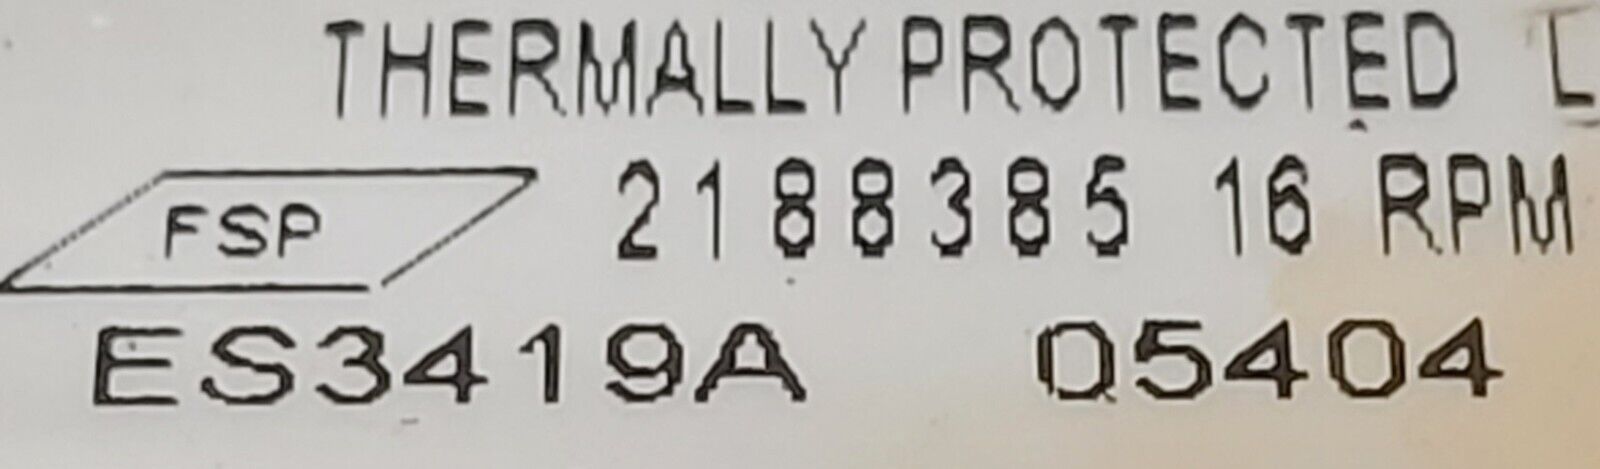 THERMALLY PROTECTED
FSP 2188385 16 RPM
ES3419A 05404